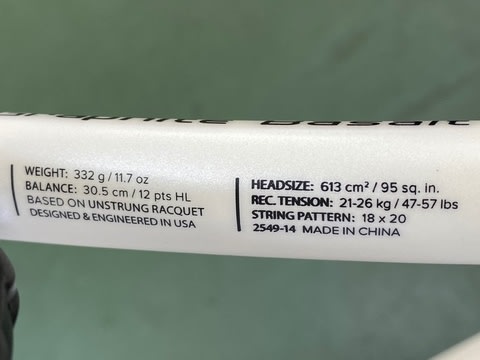 graphite basalt
WEIGHT: 332 g / 11.7 oz
BALANCE: 30.5 cm / 12 pts HL
BASED ON UNSTRUNG RACQUET
DESIGNED & ENGINEERED IN USA
HEADSIZE: 613 cm² / 95 sq. in.
REC. TENSION: 21-26 kg / 47-57 lbs
STRING PATTERN: 18 x 20
2549-14 MADE IN CHINA